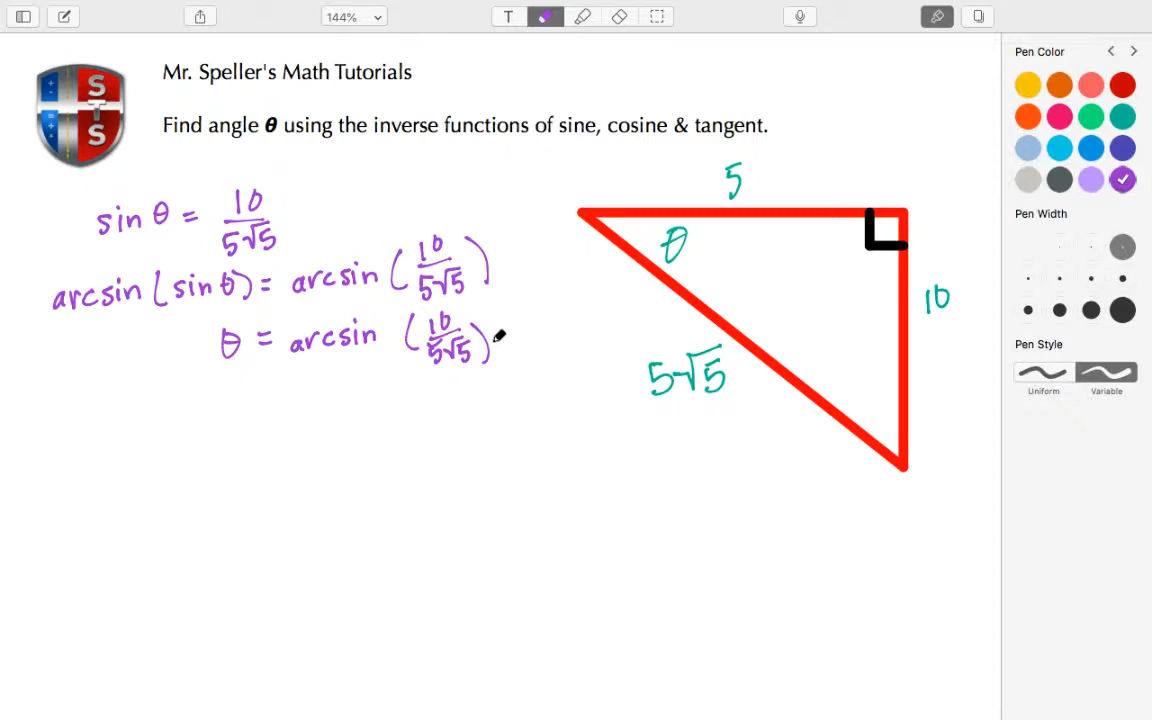 144%
T
Pen Color
Mr. Speller's Math Tutorials
S
T
S
Find angle θ using the inverse functions of sine, cosine & tangent.
5
sin θ = 10/5√5
Pen Width
θ
arcsin (sin θ) = arcsin (10/5√5)
10
θ = arcsin (10/5√5)
5√5
Pen Style
Uniform Variable